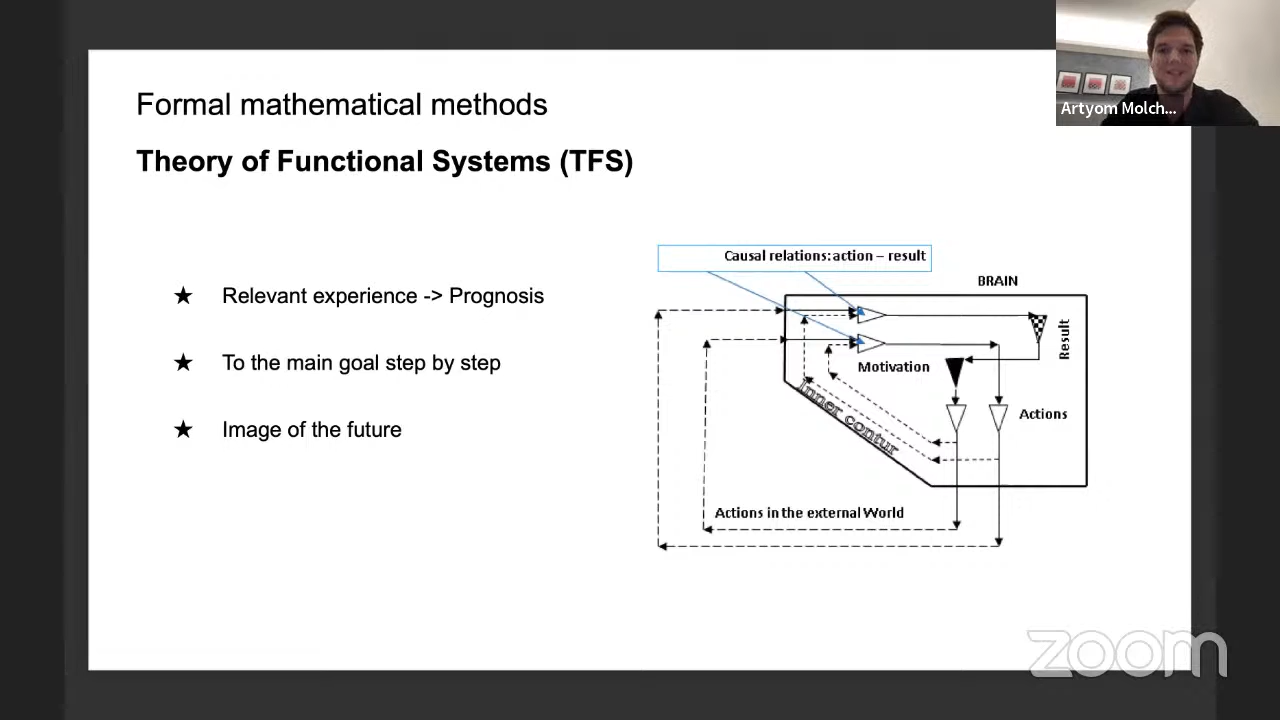 Artyom Molch...
Formal mathematical methods
Theory of Functional Systems (TFS)
★ Relevant experience -> Prognosis
★ To the main goal step by step
★ Image of the future
Causal relations: action – result
BRAIN
Result
Motivation
Actions
Inner contur
Actions in the external World
zoom